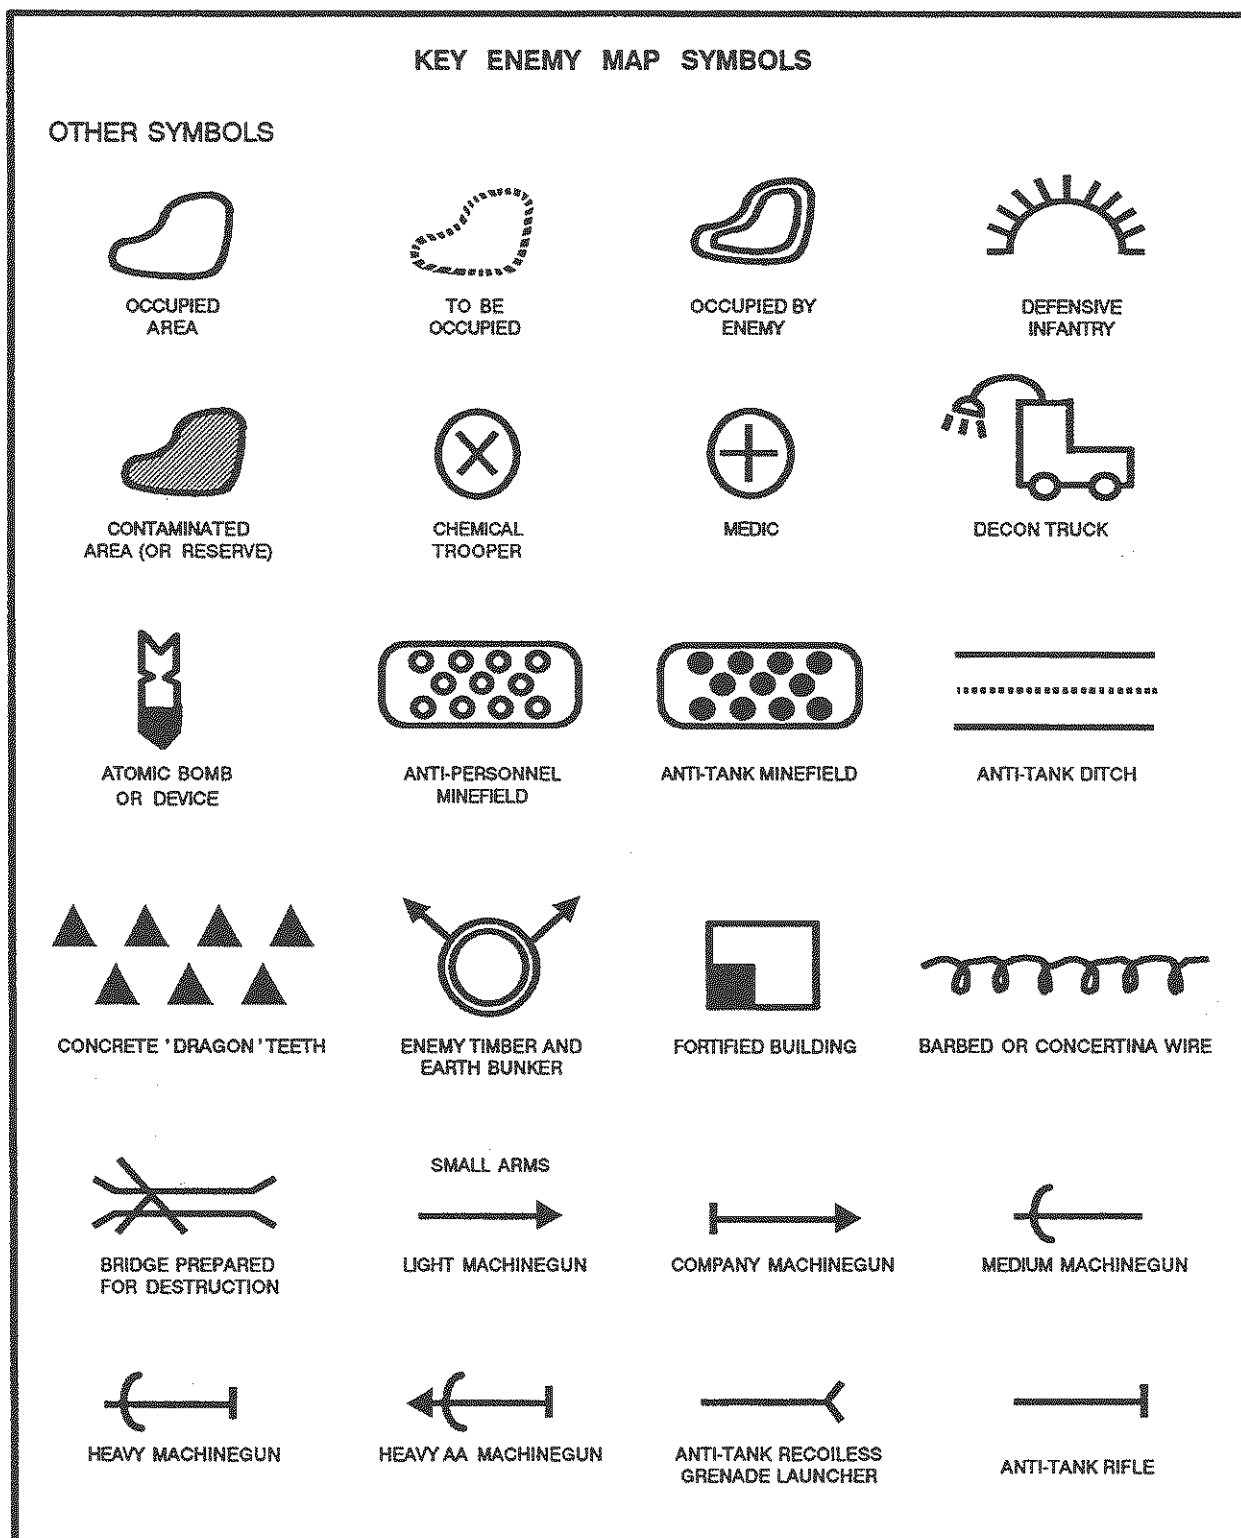 KEY ENEMY MAP SYMBOLS
OTHER SYMBOLS
OCCUPIED
AREA
TO BE
OCCUPIED
OCCUPIED BY
ENEMY
DEFENSIVE
INFANTRY
CONTAMINATED
AREA (OR RESERVE)
CHEMICAL
TROOPER
MEDIC
DECON TRUCK
ATOMIC BOMB
OR DEVICE
ANTI-PERSONNEL
MINEFIELD
ANTI-TANK MINEFIELD
ANTI-TANK DITCH
CONCRETE 'DRAGON' TEETH
ENEMY TIMBER AND
EARTH BUNKER
FORTIFIED BUILDING
BARBED OR CONCERTINA WIRE
BRIDGE PREPARED
FOR DESTRUCTION
SMALL ARMS
LIGHT MACHINEGUN
COMPANY MACHINEGUN
MEDIUM MACHINEGUN
HEAVY MACHINEGUN
HEAVY AA MACHINEGUN
ANTI-TANK RECOILESS
GRENADE LAUNCHER
ANTI-TANK RIFLE